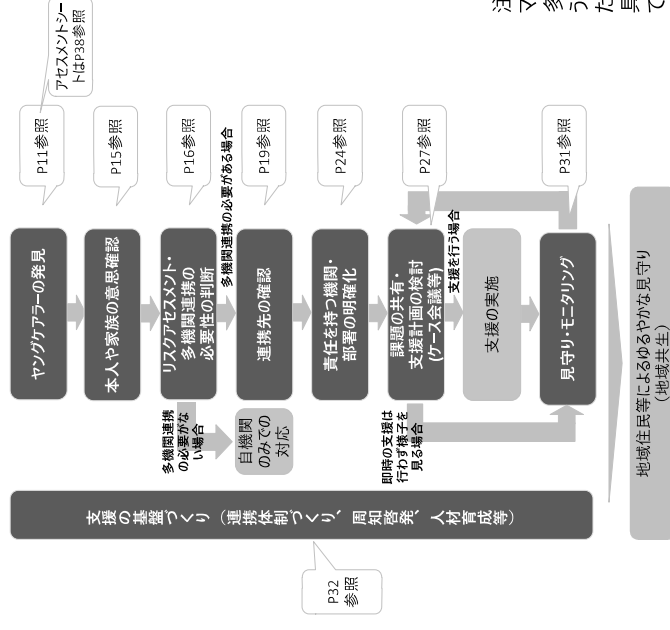 アセスメントシー
トはP38参照
P11参照
P15参照
P16参照
P19参照
P24参照
P27参照
P31参照
ヤングケアラーの発見
本人や家族の意思確認
リスクアセスメント・
多機関連携の
必要性の判断
多機関連携の必要がある場合
連携先の確認
責任を持つ機関・
部署の明確化
課題の共有・
支援計画の検討
(ケース会議等)
支援を行う場合
支援の実施
見守り・モニタリング
多機関連携
の必要がな
い場合
自機関
のみでの
対応
即時の支援は
行わず様子を
見る場合
支援の基盤づくり（連携体制づくり、周知啓発、人材育成等）
P32
参照
地域住民等によるゆるやかな見守り
（地域共生）
注
マ
多
う
た
具
て